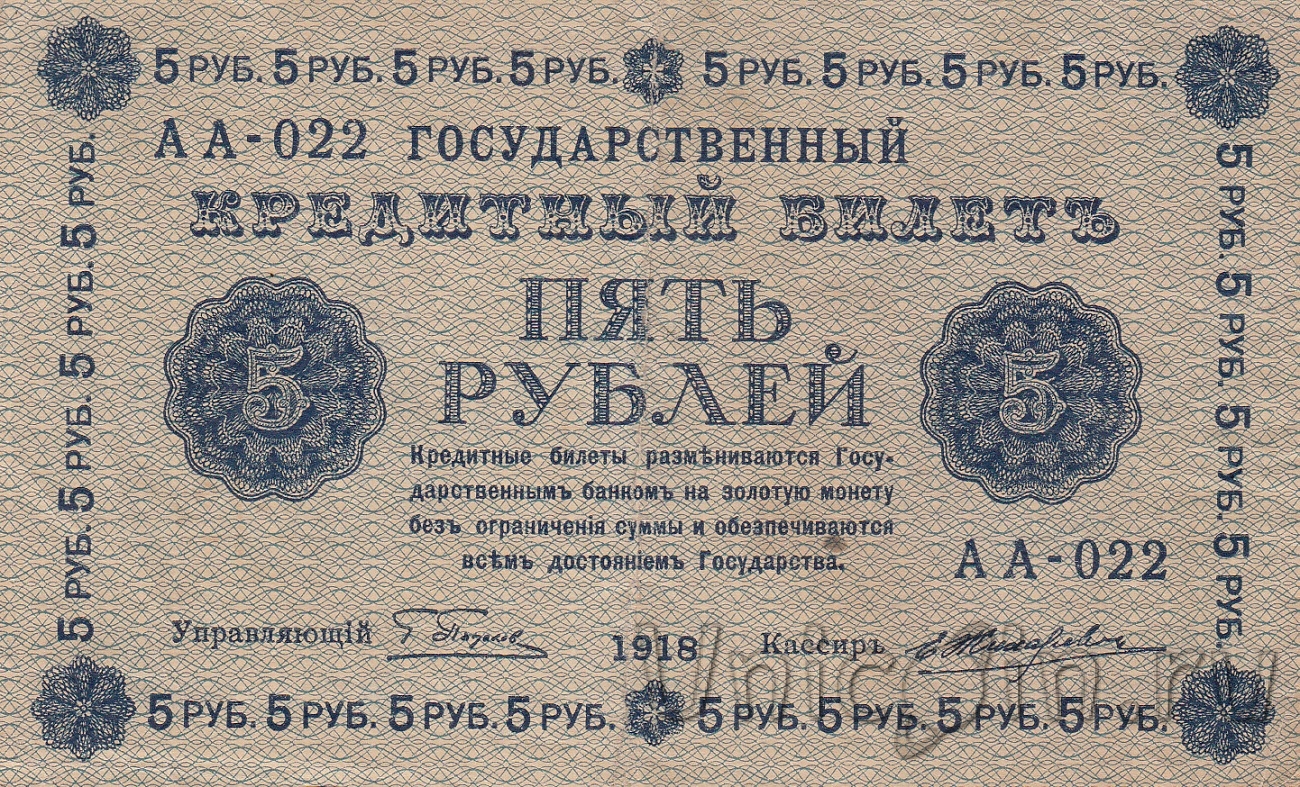 5 РУБ. 5 РУБ. 5 РУБ. 5 РУБ. 5 РУБ. 5 РУБ. 5 РУБ. 5 РУБ.
АА-022 ГОСУДАРСТВЕННЫЙ
КРЕДИТНЫЙ БИЛЕТЪ
ПЯТЬ
РУБЛЕЙ
5
5
Кредитные билеты размѣниваются Госу-
дарственнымъ банкомъ на золотую монету
безъ ограниченія суммы и обезпечиваются
всѣмъ достояніемъ Государства.
АА-022
Управляющій
1918 Кассиръ
5 РУБ. 5 РУБ. 5 РУБ. 5 РУБ. 5 РУБ. 5 РУБ. 5 РУБ. 5 РУБ.
5 РУБ. 5 РУБ. 5 РУБ. 5 РУБ.
5 РУБ. 5 РУБ. 5 РУБ. 5 РУБ.